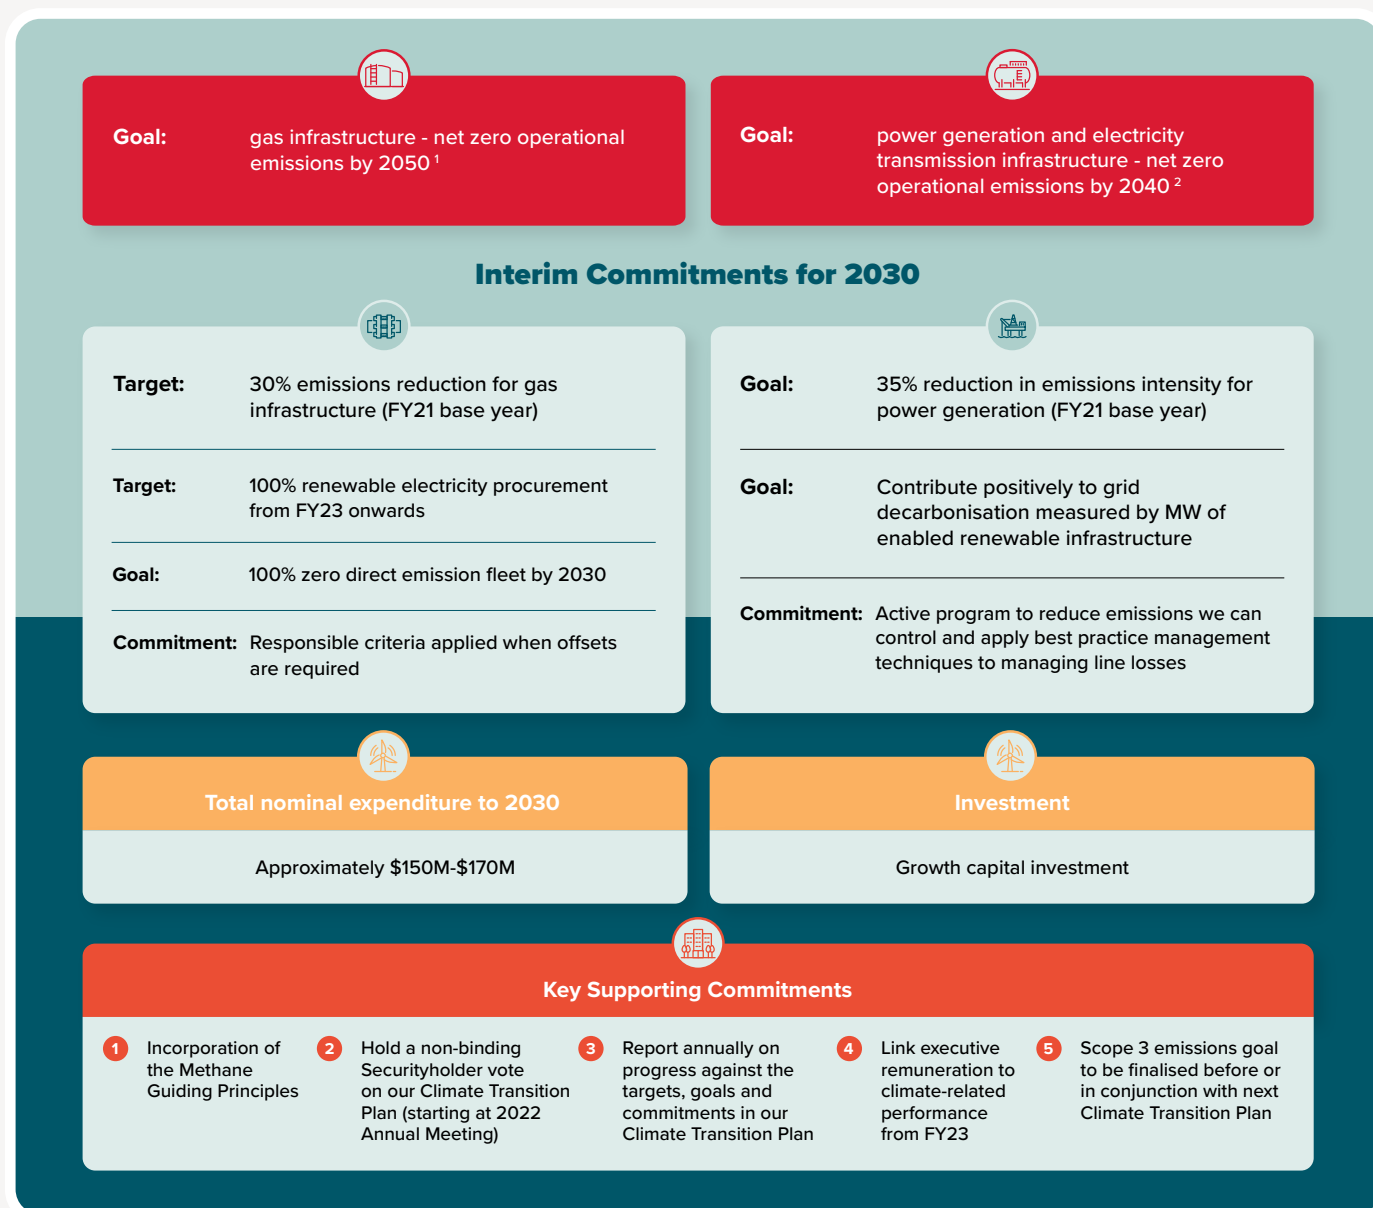 Goal:
gas infrastructure - net zero operational
emissions by 2050 1
Goal:
power generation and electricity
transmission infrastructure - net zero
operational emissions by 2040 2
Interim Commitments for 2030
Target:
30% emissions reduction for gas
infrastructure (FY21 base year)
Target:
100% renewable electricity procurement
from FY23 onwards
Goal:
100% zero direct emission fleet by 2030
Commitment:
Responsible criteria applied when offsets
are required
Goal:
35% reduction in emissions intensity for
power generation (FY21 base year)
Goal:
Contribute positively to grid
decarbonisation measured by MW of
enabled renewable infrastructure
Commitment:
Active program to reduce emissions we can
control and apply best practice management
techniques to managing line losses
Total nominal expenditure to 2030
Approximately $150M-$170M
Investment
Growth capital investment
Key Supporting Commitments
1
Incorporation of
the Methane
Guiding Principles
2
Hold a non-binding
Securityholder vote
on our Climate Transition
Plan (starting at 2022
Annual Meeting)
3
Report annually on
progress against the
targets, goals and
commitments in our
Climate Transition Plan
4
Link executive
remuneration to
climate-related
performance
from FY23
5
Scope 3 emissions goal
to be finalised before or
in conjunction with next
Climate Transition Plan